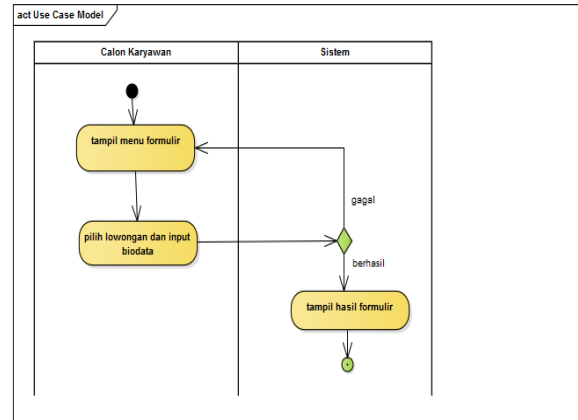 act Use Case Model
Calon Karyawan
Sistem
tampil menu formulir
gagal
pilih lowongan dan input
biodata
berhasil
tampil hasil formulir